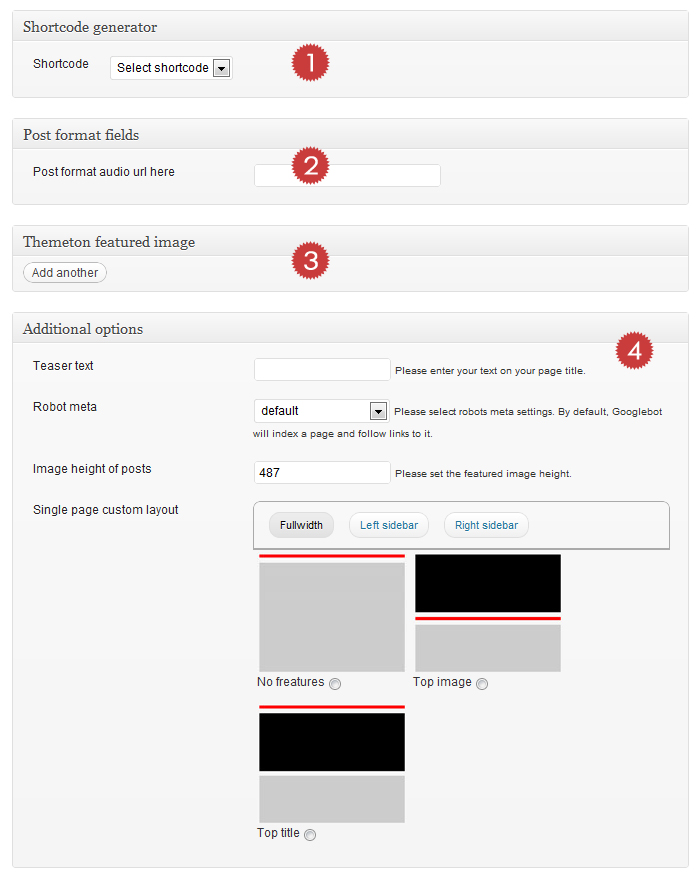 Shortcode generator
Shortcode Select shortcode 1
Post format fields
Post format audio url here 2
Themeton featured image
Add another 3
Additional options
4
Teaser text Please enter your text on your page title.
Robot meta default Please select robots meta settings. By default, Googlebot
will index a page and follow links to it.
Image height of posts 487 Please set the featured image height.
Single page custom layout Fullwidth Left sidebar Right sidebar
No freatures Top image
Top title